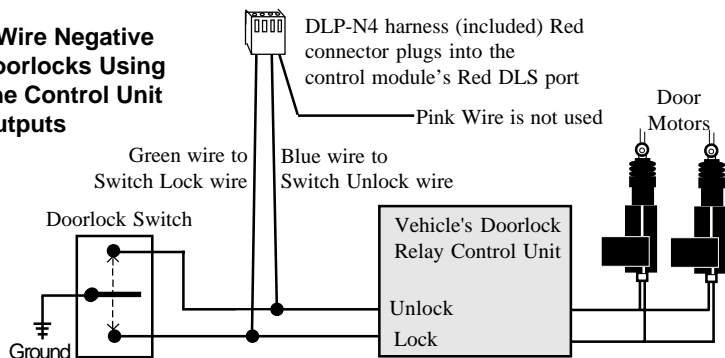 Wire Negative
oorlocks Using
e Control Unit
utputs
DLP-N4 harness (included) Red
connector plugs into the
control module's Red DLS port
Pink Wire is not used
Door
Motors
Green wire to
Switch Lock wire
Blue wire to
Switch Unlock wire
Doorlock Switch
Vehicle's Doorlock
Relay Control Unit
Unlock
Lock
Ground